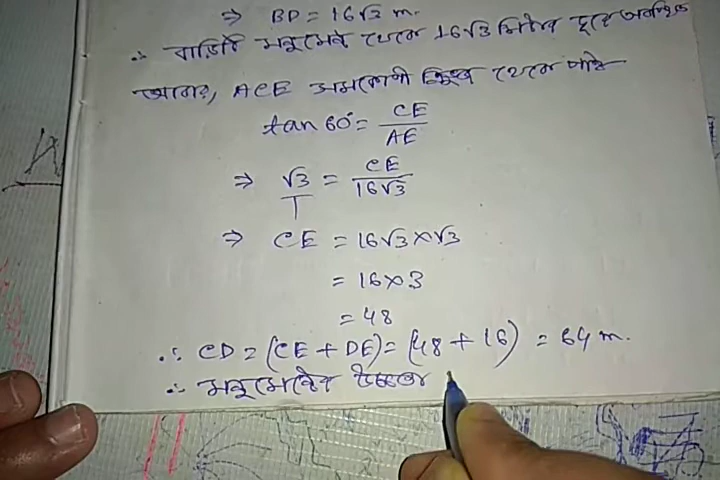 ⇒ BD = 16√3 m.
∴ বাড়িটি মনুমেন্ট থেকে 16√3 মিটার দূরে অবস্থিত
আবার, ACE সমকোণী ত্রিভুজ থেকে পাই
tan 60° = CE/AE
⇒ √3/1 = CE/16√3
⇒ CE = 16√3 × √3
= 16 × 3
= 48
∴ CD = (CE + DE) = (48 + 16) = 64 m.
∴ মনুমেন্টের উচ্চতা